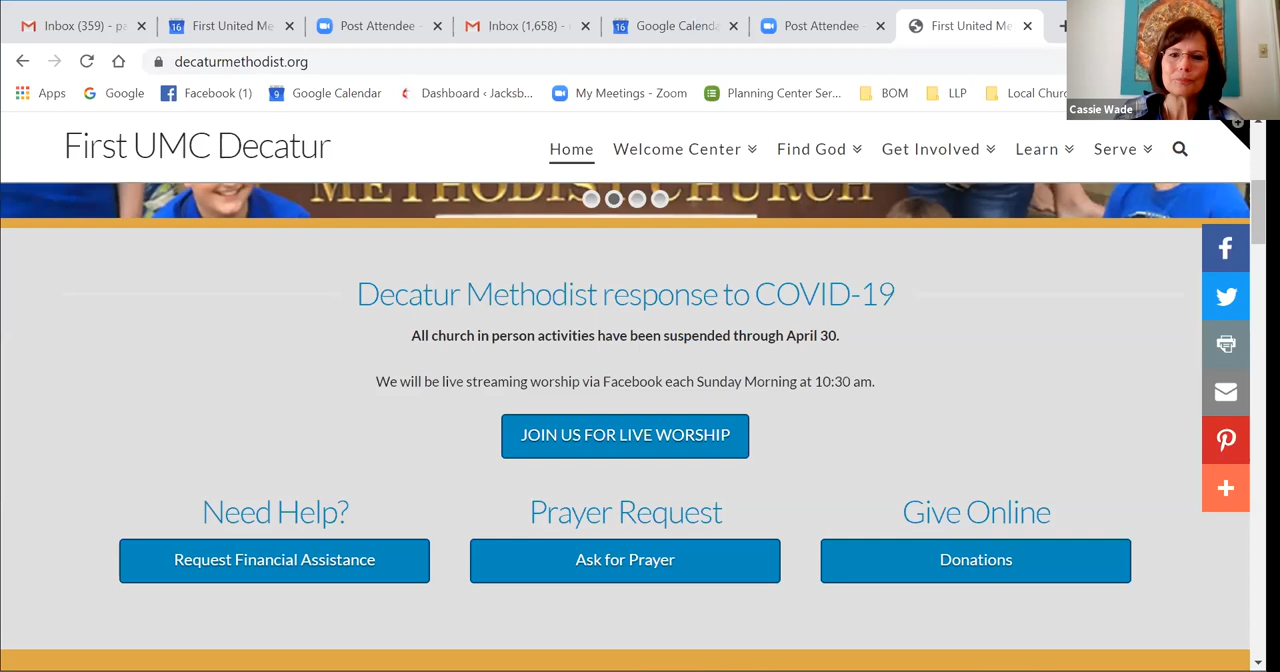 Inbox (359) - pa
First United Me
Post Attendee -
Inbox (1,658) -
Google Calenda
Post Attendee -
First United Me
decaturmethodist.org
Apps
Google
Facebook (1)
Google Calendar
Dashboard ‹ Jacksb...
My Meetings - Zoom
Planning Center Ser...
BOM
LLP
Local Churc
Cassie Wade
First UMC Decatur
Home
Welcome Center
Find God
Get Involved
Learn
Serve
METHODIST CHURCH
Decatur Methodist response to COVID-19
All church in person activities have been suspended through April 30.
We will be live streaming worship via Facebook each Sunday Morning at 10:30 am.
JOIN US FOR LIVE WORSHIP
Need Help?
Prayer Request
Give Online
Request Financial Assistance
Ask for Prayer
Donations